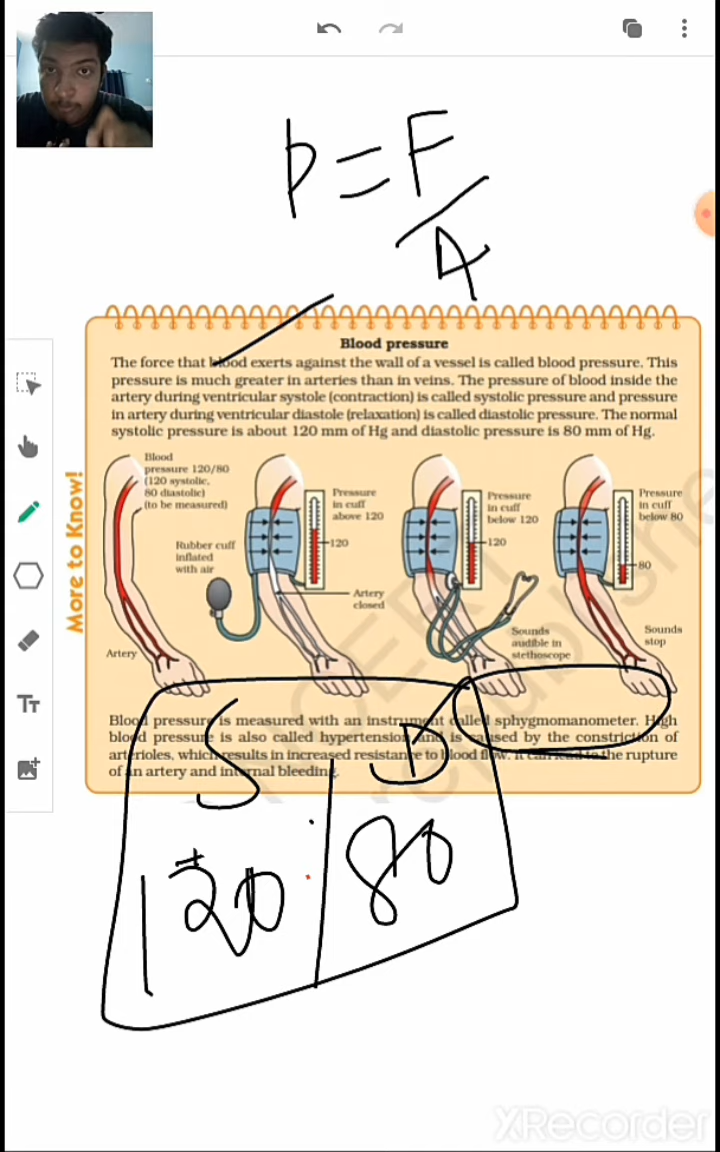 P = F
A
Blood pressure
The force that blood exerts against the wall of a vessel is called blood pressure. This
pressure is much greater in arteries than in veins. The pressure of blood inside the
artery during ventricular systole (contraction) is called systolic pressure and pressure
in artery during ventricular diastole (relaxation) is called diastolic pressure. The normal
systolic pressure is about 120 mm of Hg and diastolic pressure is 80 mm of Hg.
More to Know!
Blood
pressure 120/80
(120 systolic,
80 diastolic)
(to be measured)
Artery
Rubber cuff
inflated
with air
Pressure
in cuff
above 120
120
Artery
closed
Pressure
in cuff
below 120
120
Sounds
audible in
stethoscope
Pressure
in cuff
below 80
80
Sounds
stop
Blood pressure is measured with an instrument called sphygmomanometer. High
blood pressure is also called hypertension and is caused by the constriction of
arterioles, which results in increased resistance to blood flow. It can lead to the rupture
of an artery and internal bleeding.
S D
120 80
Tт
XRecorder